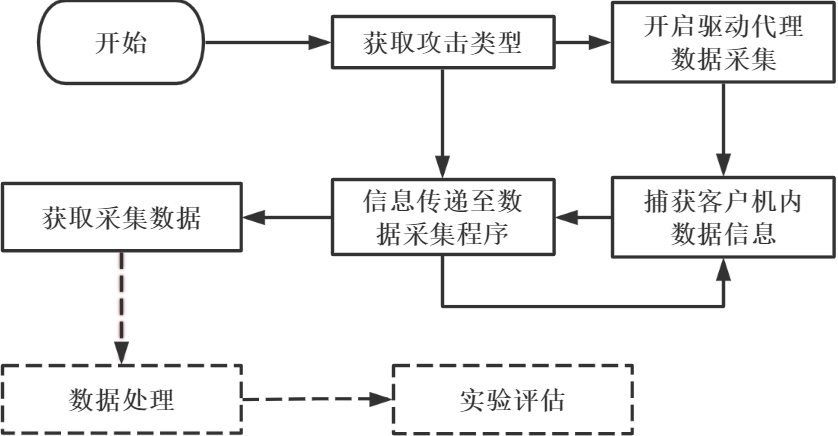 开始
获取攻击类型
开启驱动代理
数据采集
获取采集数据
信息传递至数
据采集程序
捕获客户机内
数据信息
数据处理
实验评估